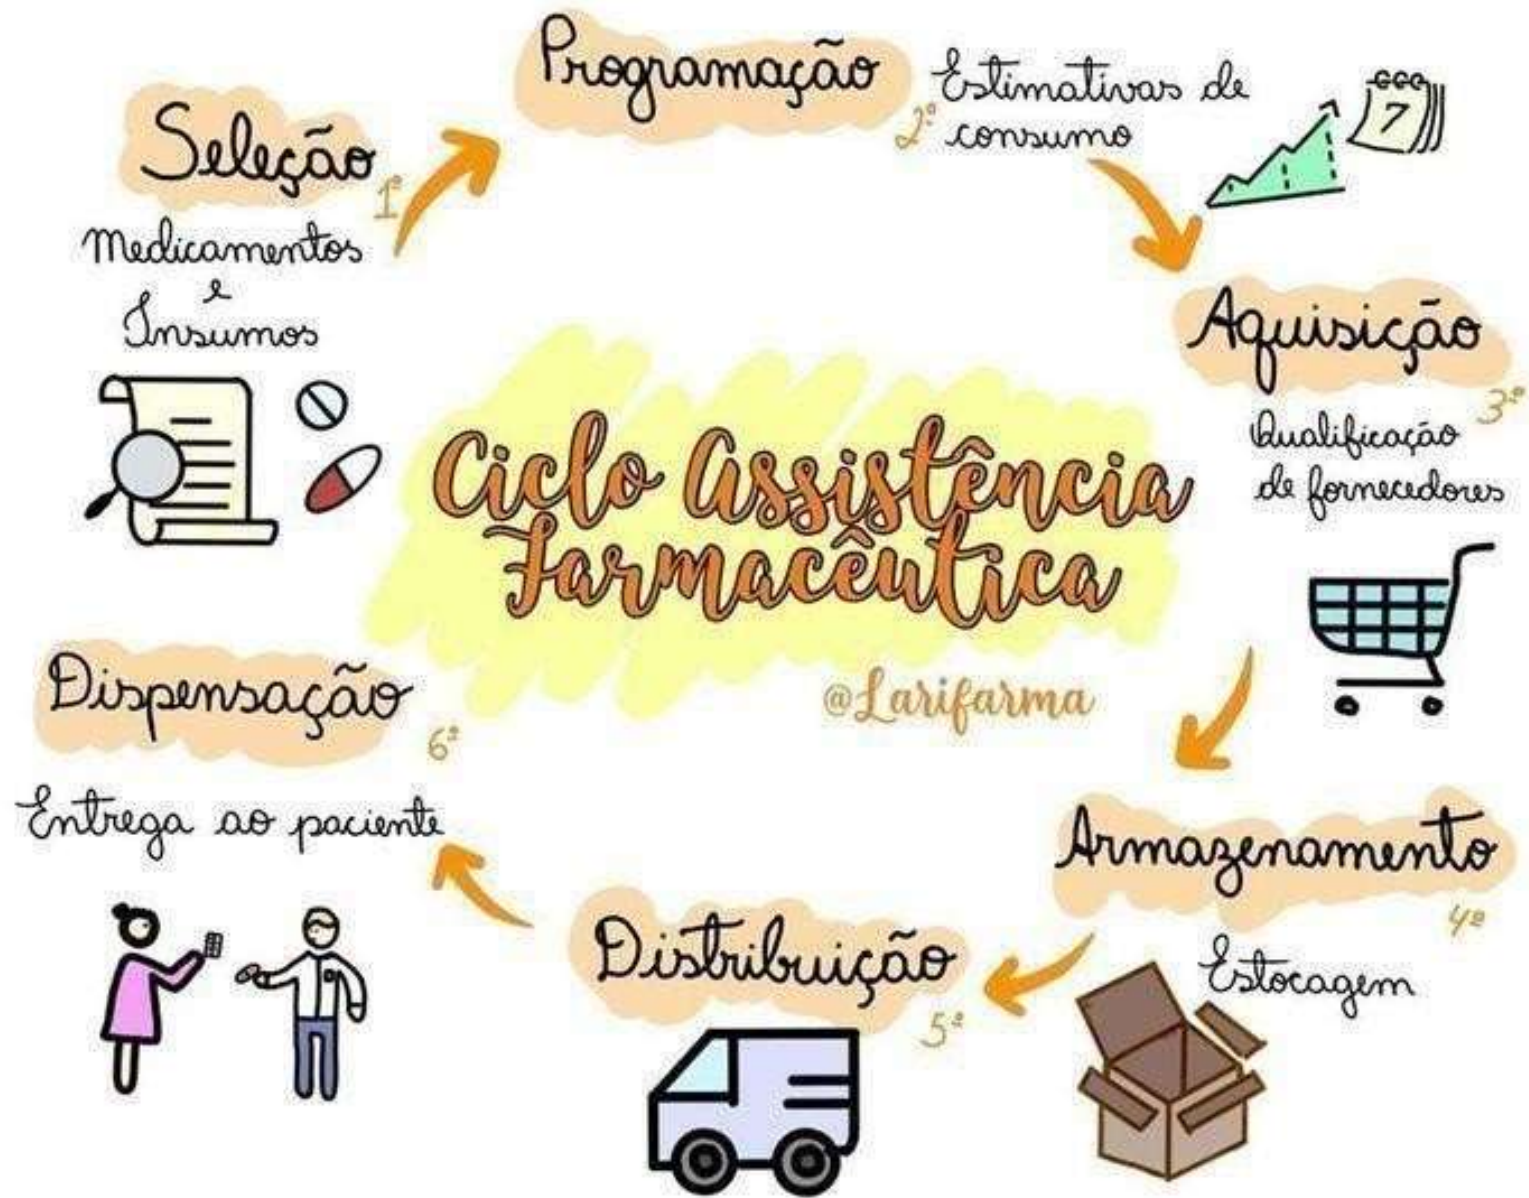 Seleção
1º
Medicamentos
e
Insumos
Programação
2º
Estimativas de
consumo
7
Aquisição
3º
Qualificação
de fornecedores
Ciclo Assistência
Farmacêutica
@Larifarma
Armazenamento
4º
Estocagem
Distribuição
5º
Dispensação
6º
Entrega ao paciente